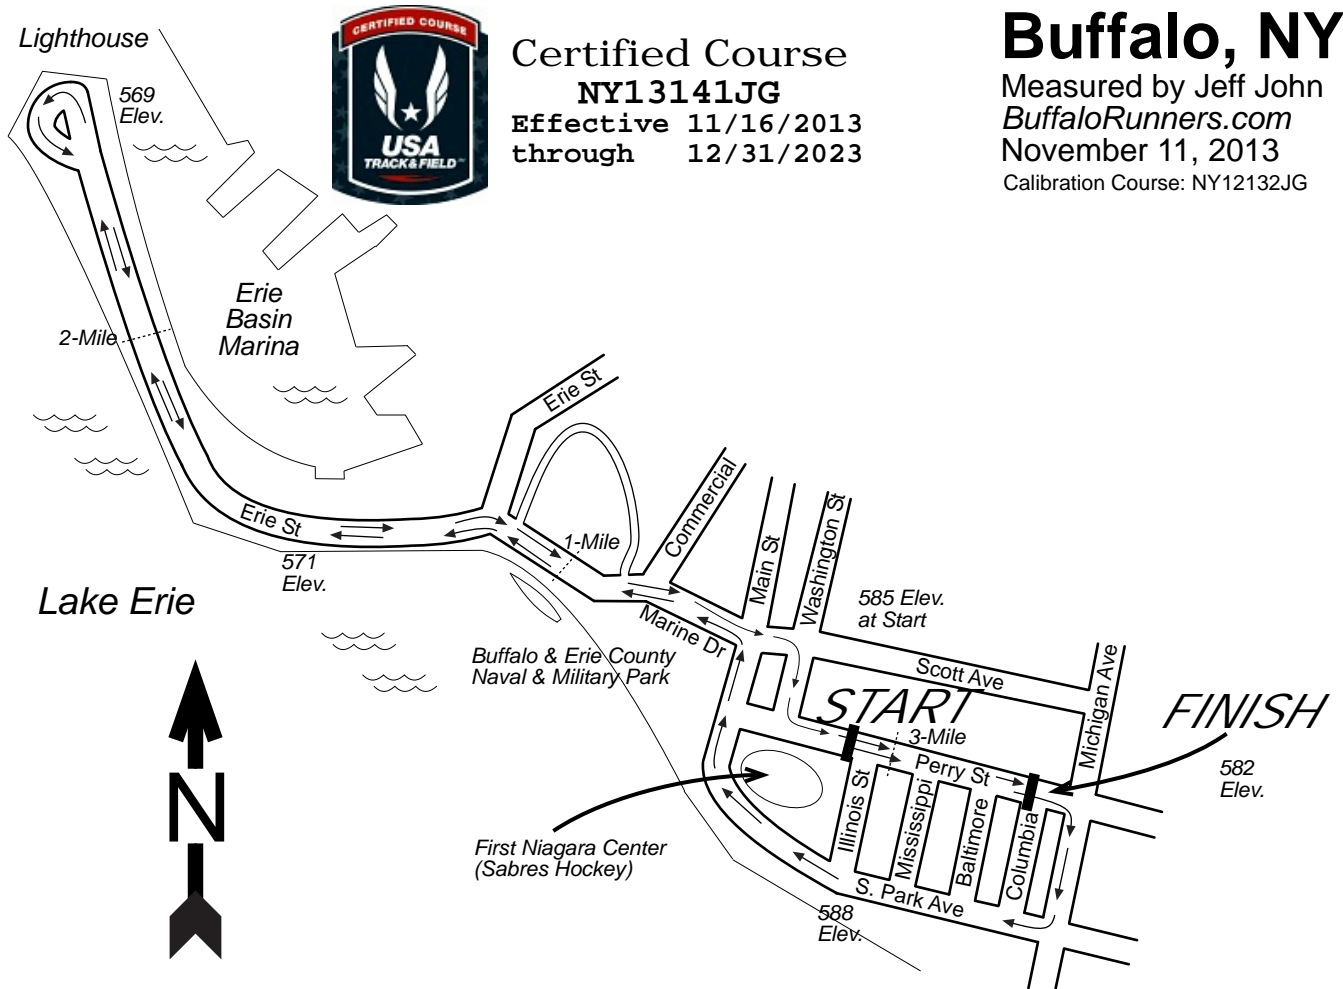 Lighthouse
569
Elev.
CERTIFIED COURSE
USA
TRACK & FIELD
Certified Course
NY13141JG
Effective 11/16/2013
through 12/31/2023
Buffalo, NY
Measured by Jeff John
BuffaloRunners.com
November 11, 2013
Calibration Course: NY12132JG
Erie
Basin
Marina
2-Mile
Erie St
Commercial
Main St
Washington St
Erie St
1-Mile
571
Elev.
Lake Erie
585 Elev.
at Start
Marine Dr
Buffalo & Erie County
Naval & Military Park
Scott Ave
Michigan Ave
START
FINISH
3-Mile
Perry St
582
Elev.
N
Illinois St
Mississippi
Baltimore
Columbia
First Niagara Center
(Sabres Hockey)
S. Park Ave
588
Elev.